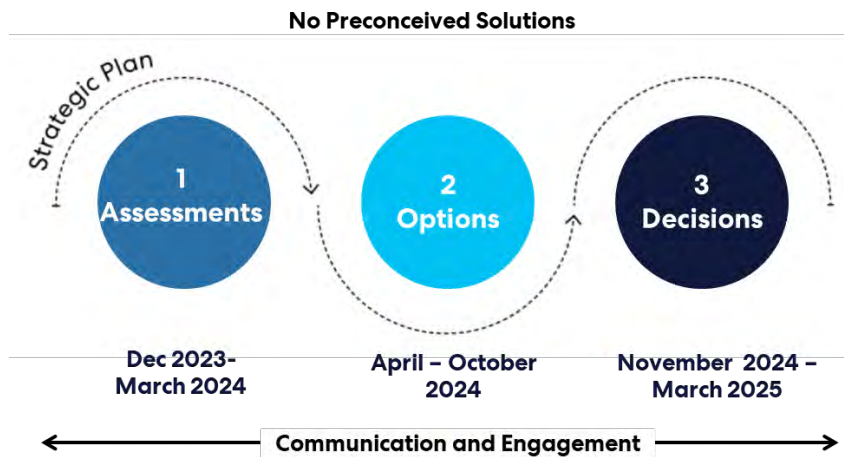 No Preconceived Solutions
Strategic Plan
1
Assessments
2
Options
3
Decisions
Dec 2023-
March 2024
April – October
2024
November 2024 –
March 2025
Communication and Engagement